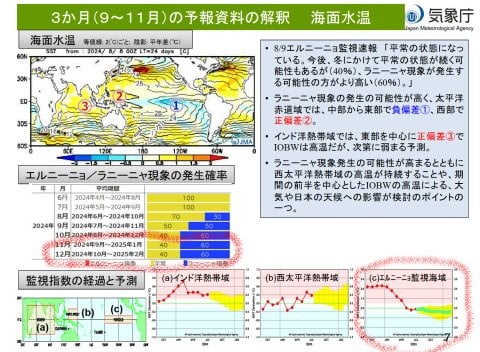 3か月(9～11月)の予報資料の解釈　海面水温
気象庁
Japan Meteorological Agency
海面水温
等値線:2(℃)ごと 陰影:平年差(℃)
SST from : 2024/ 8/ 8 00Z LT=24 days [C]
60N
30N
EQ
30S
60S
③
②
①
JMA
エルニーニョ/ラニーニャ現象の発生確率
年 月 平均期間
6月 2024年4月～2024年8月 100
7月 2024年5月～2024年9月 100
8月 2024年6月～2024年10月 70 30
2024年 9月 2024年7月～2024年11月 50 50
10月 2024年8月～2024年12月 40 60
11月 2024年9月～2025年1月 40 60
12月 2024年10月～2025年2月 40 60
監視指数の経過と予測
(a)
(b)
(c)
(a)インド洋熱帯域
(b)西太平洋熱帯域
(c)エルニーニョ監視海域
• 8/9エルニーニョ監視速報 「平常の状態になっ
ている。今後、冬にかけて平常の状態が続く可
能性もあるが(40%)、ラニーニャ現象が発生す
る可能性の方がより高い(60%)。」
• ラニーニャ現象の発生の可能性が高く、太平洋
赤道域では、中部から東部で負偏差①、西部で
正偏差②。
• インド洋熱帯域では、東部を中心に正偏差③で
IOBWは高温だが、次第に弱まる予測。
• ラニーニャ現象の発生の可能性が高まるとともに
西太平洋熱帯域の高温が持続することや、期
間の前半を中心としたIOBWの高温による、大
気や日本の天候への影響が検討のポイントの
一つ。
7